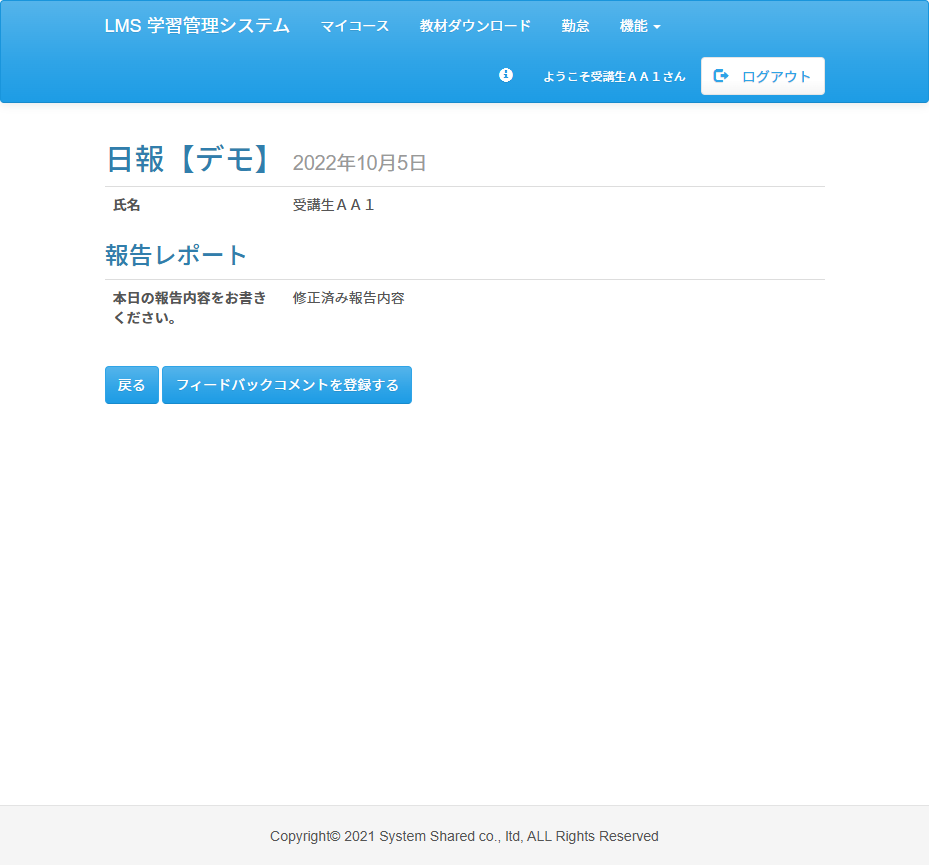 LMS 学習管理システム マイコース 教材ダウンロード 勤怠 機能
ようこそ受講生ＡＡ１さん ログアウト
日報【デモ】 2022年10月5日
氏名 受講生ＡＡ１
報告レポート
本日の報告内容をお書き 修正済み報告内容
ください。
戻る フィードバックコメントを登録する
Copyright© 2021 System Shared co., ltd, ALL Rights Reserved